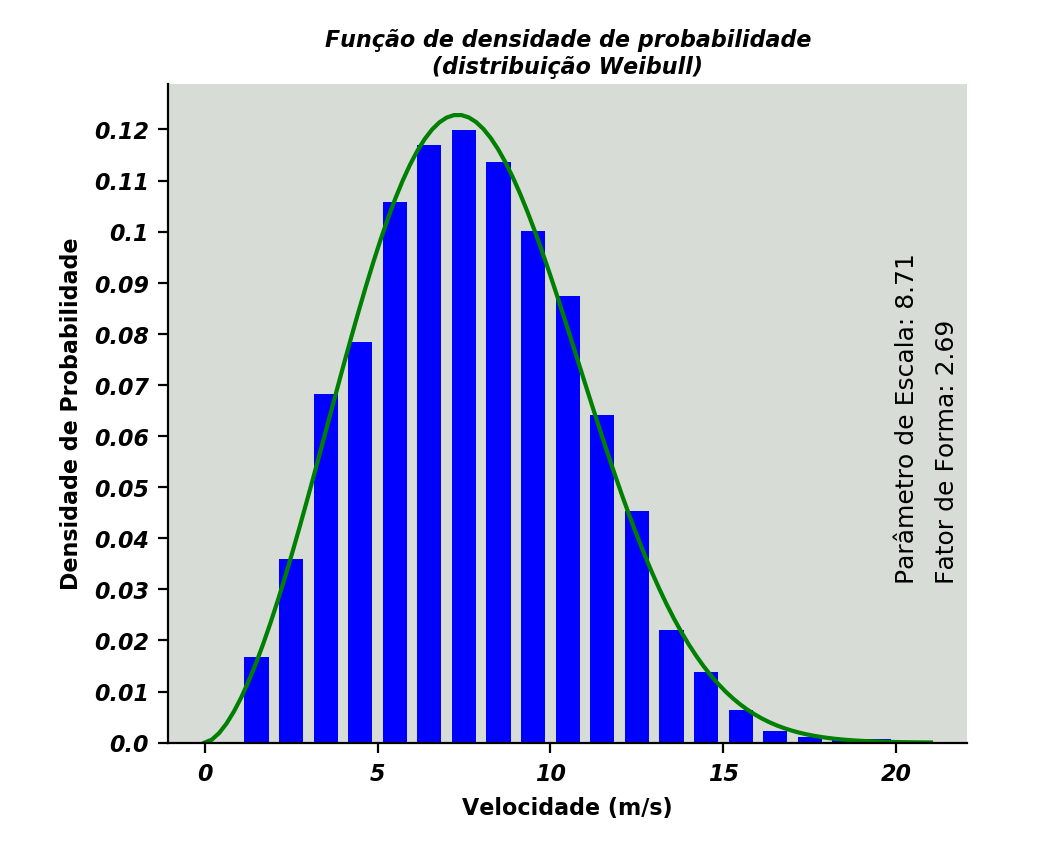 Função de densidade de probabilidade
(distribuição Weibull)
Densidade de Probabilidade
0.12
0.11
0.1
0.09
0.08
0.07
0.06
0.05
0.04
0.03
0.02
0.01
0.0
Parâmetro de Escala: 8.71
Fator de Forma: 2.69
0 5 10 15 20
Velocidade (m/s)